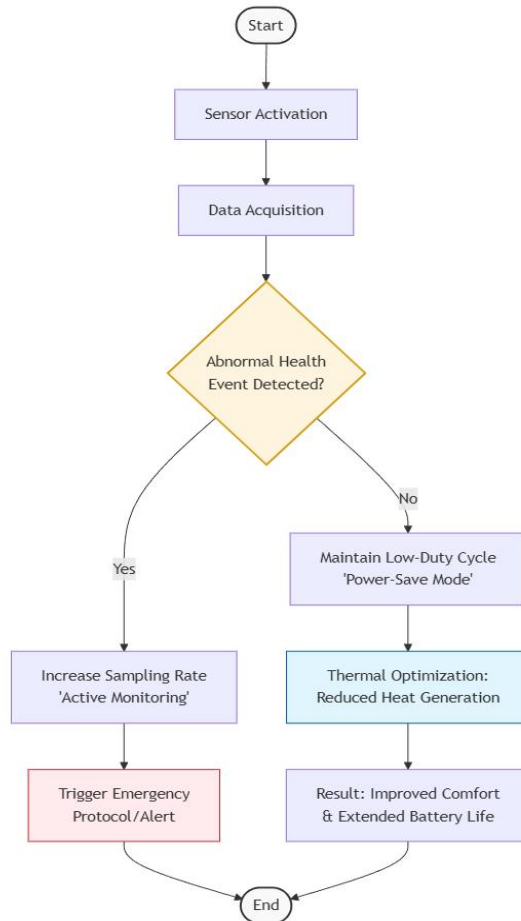 Start
Sensor Activation
Data Acquisition
Abnormal Health
Event Detected?
No
Maintain Low-Duty Cycle
'Power-Save Mode'
Yes
Increase Sampling Rate
'Active Monitoring'
Thermal Optimization:
Reduced Heat Generation
Trigger Emergency
Protocol/Alert
Result: Improved Comfort
& Extended Battery Life
End